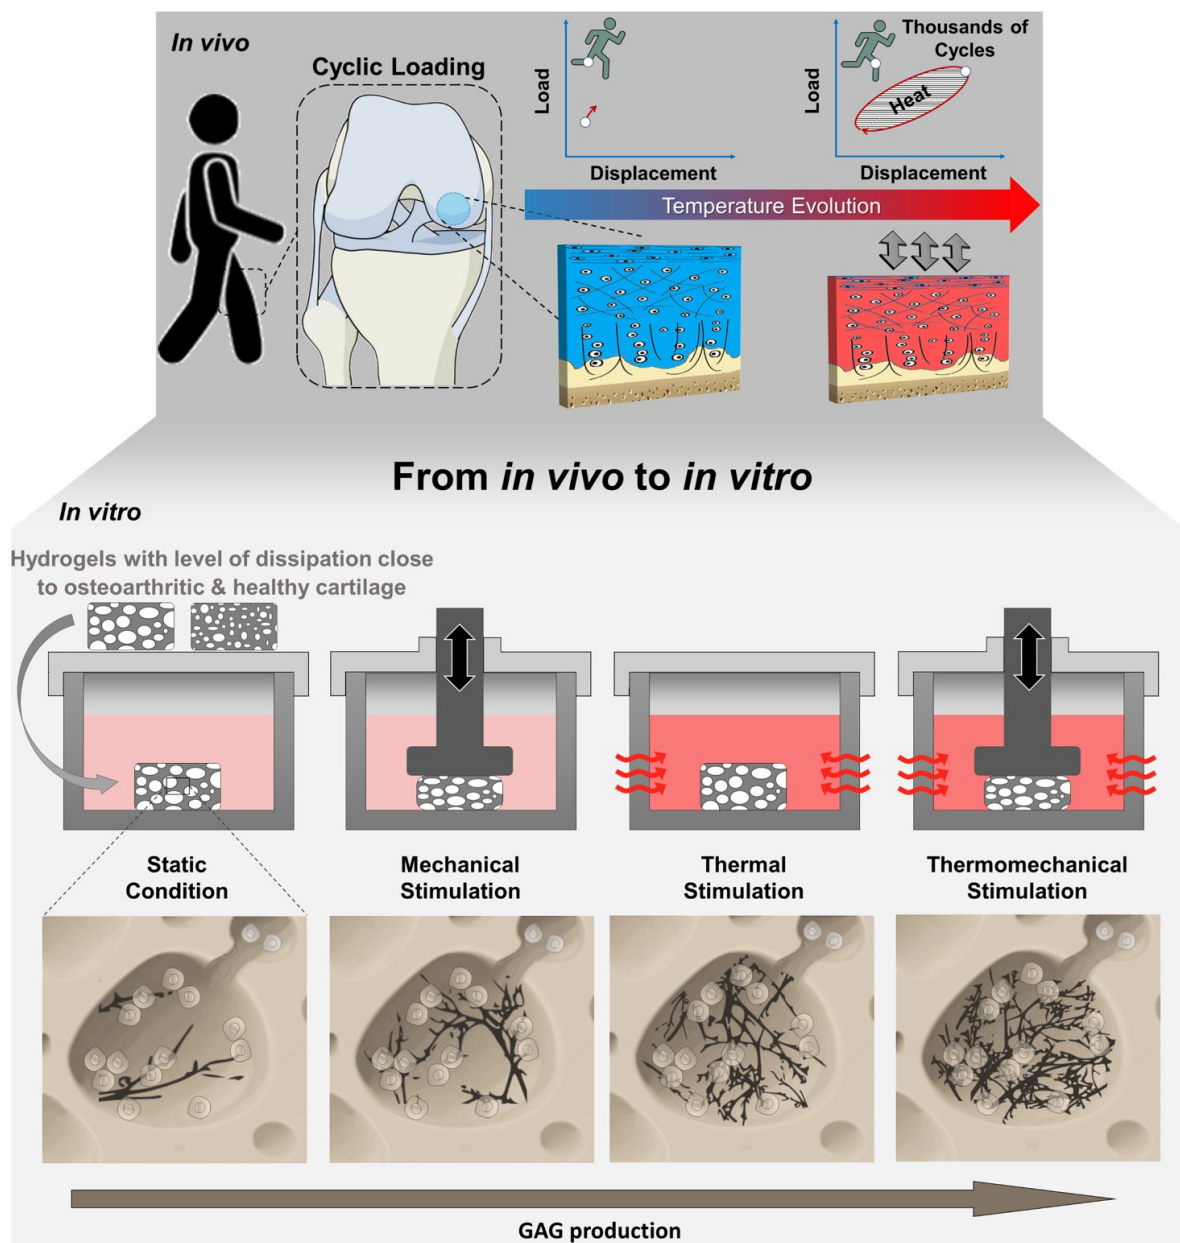 In vivo
Cyclic Loading
Load
Displacement
Thousands of
Cycles
Load
Heat
Displacement
Temperature Evolution
From in vivo to in vitro
In vitro
Hydrogels with level of dissipation close
to osteoarthritic & healthy cartilage
Static
Condition
Mechanical
Stimulation
Thermal
Stimulation
Thermomechanical
Stimulation
GAG production